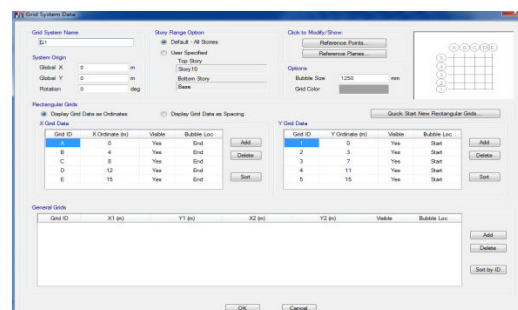 Grid System Data
Grid System Name
G1
System Origin
Global X 0 m
Global Y 0 m
Rotation 0 deg
Story Range Option
Default - All Stories
User Specified
Top Story
Story10
Bottom Story
Base
Click to Modify/Show:
Reference Points...
Reference Planes...
Options
Bubble Size 1250 mm
Grid Color
Rectangular Grids
Display Grid Data as Ordinates
Display Grid Data as Spacing
Quick Start New Rectangular Grids...
X Grid Data
Grid ID X Ordinate (m) Visible Bubble Loc
A 0 Yes End
B 4 Yes End
C 8 Yes End
D 12 Yes End
E 15 Yes End
Add
Delete
Sort
Y Grid Data
Grid ID Y Ordinate (m) Visible Bubble Loc
1 0 Yes Start
2 3 Yes Start
3 7 Yes Start
4 11 Yes Start
5 15 Yes Start
Add
Delete
Sort
General Grids
Grid ID X1 (m) Y1 (m) X2 (m) Y2 (m) Visible Bubble Loc
Add
Delete
Sort by ID
OK Cancel